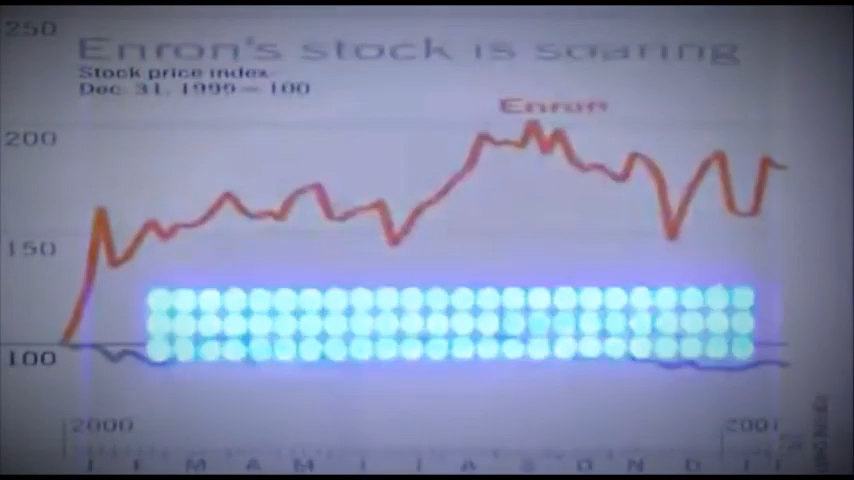 250
Enron's stock is soaring
Stock price index
Dec. 31, 1999 = 100
Enron
200
150
100
2000
2001
J F M A M J J A S O N D J